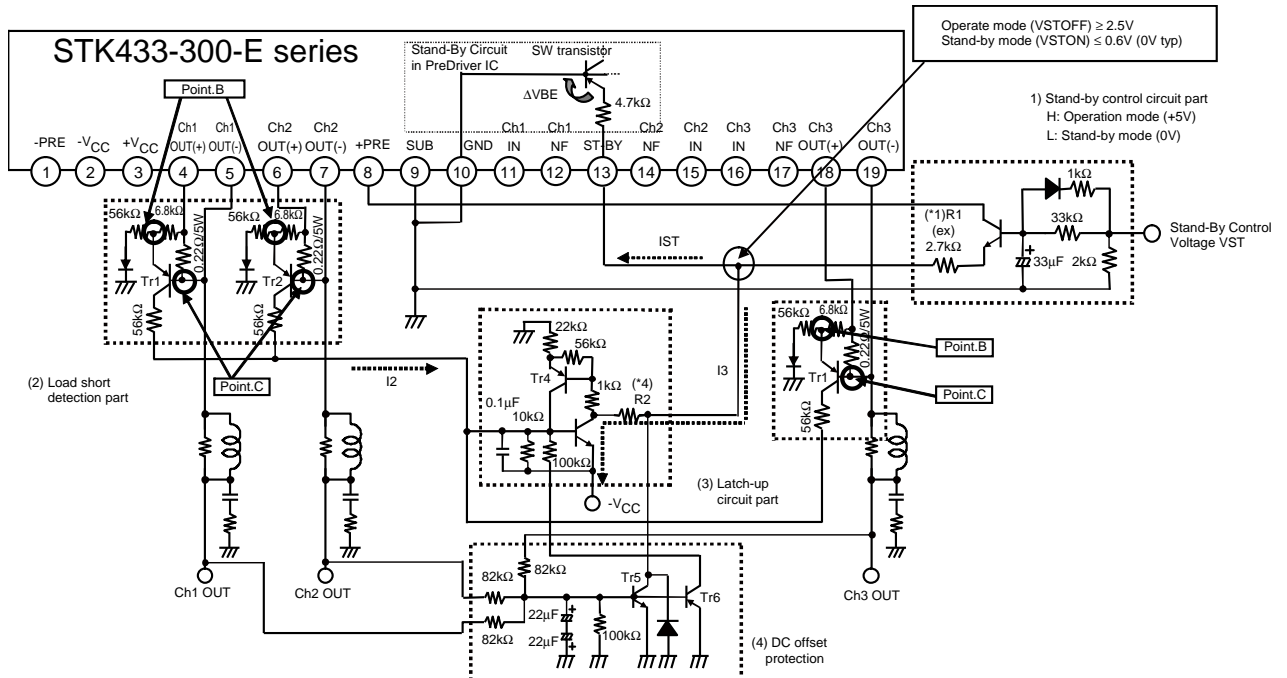 Operate mode (VSTOFF) ≥ 2.5V
Stand-by mode (VSTON) ≤ 0.6V (0V typ)
STK433-300-E series
Stand-By Circuit
in PreDriver IC
SW transistor
ΔVBE
4.7kΩ
Point.B
1) Stand-by control circuit part
H: Operation mode (+5V)
L: Stand-by mode (0V)
-PRE
-VCC
+VCC
Ch1
OUT(+)
Ch1
OUT(-)
Ch2
OUT(+)
Ch2
OUT(-)
+PRE
SUB
GND
Ch1
IN
Ch1
NF
ST-BY
Ch2
NF
Ch2
IN
Ch3
IN
Ch3
NF
Ch3
OUT(+)
Ch3
OUT(-)
1 2 3 4 5 6 7 8 9 10 11 12 13 14 15 16 17 18 19
56kΩ
6.8kΩ
0.22Ω/5W
Tr1
56kΩ
56kΩ
6.8kΩ
0.22Ω/5W
Tr2
56kΩ
IST
(*1)R1
(ex)
2.7kΩ
1kΩ
33kΩ
33µF
2kΩ
Stand-By Control
Voltage VST
(2) Load short
detection part
Point.C
I2
22kΩ
56kΩ
Tr4
1kΩ
(*4)
R2
0.1µF
10kΩ
100kΩ
-VCC
I3
(3) Latch-up
circuit part
56kΩ
6.8kΩ
0.22Ω/5W
Tr1
56kΩ
Point.B
Point.C
Ch1 OUT
Ch2 OUT
Ch3 OUT
82kΩ
82kΩ
82kΩ
22µF
22µF
100kΩ
Tr5
Tr6
(4) DC offset
protection